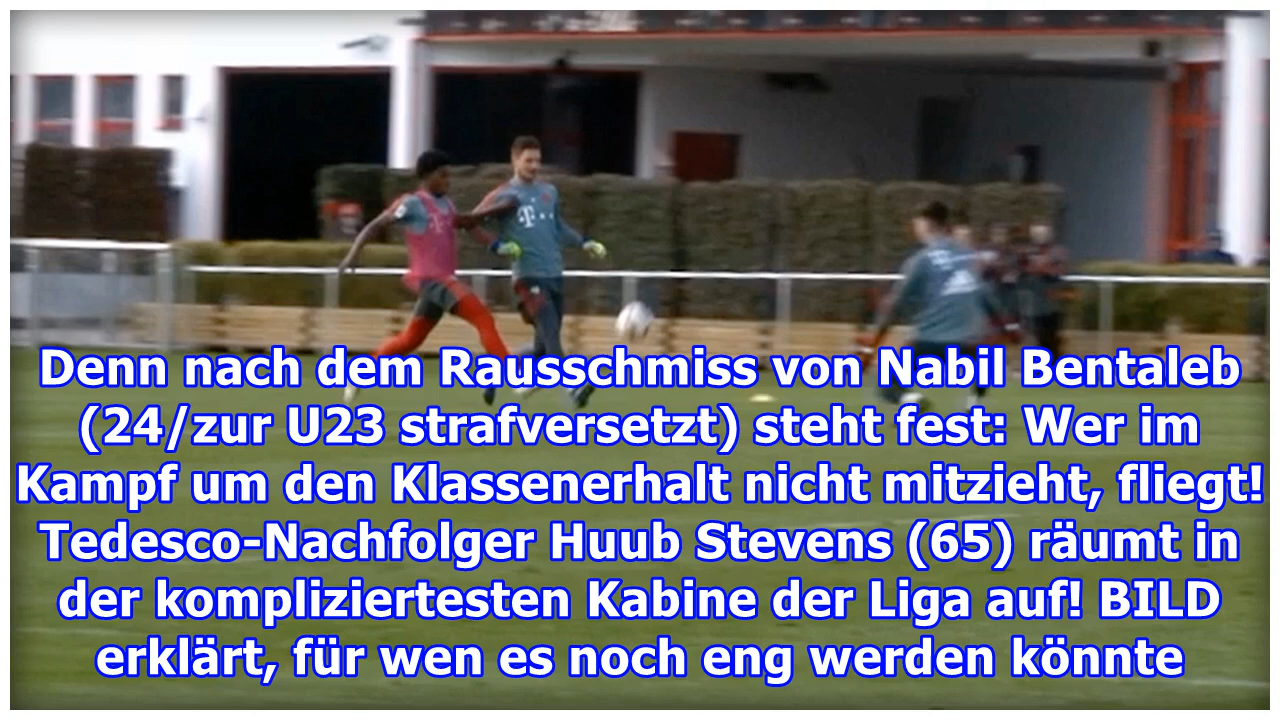 Denn nach dem Rausschmiss von Nabil Bentaleb
(24/zur U23 strafversetzt) steht fest: Wer im
Kampf um den Klassenerhalt nicht mitzieht, fliegt!
Tedesco-Nachfolger Huub Stevens (65) räumt in
der kompliziertesten Kabine der Liga auf! BILD
erklärt, für wen es noch eng werden könnte